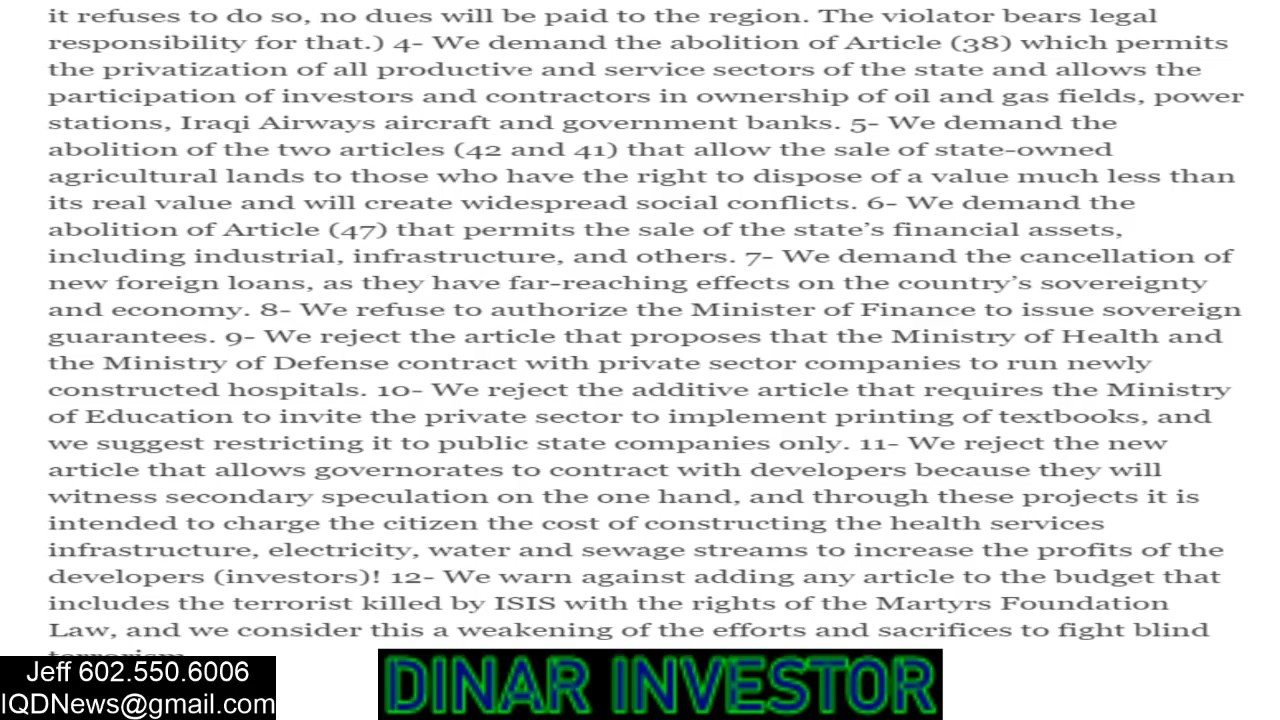 it refuses to do so, no dues will be paid to the region. The violator bears legal
responsibility for that.) 4- We demand the abolition of Article (38) which permits
the privatization of all productive and service sectors of the state and allows the
participation of investors and contractors in ownership of oil and gas fields, power
stations, Iraqi Airways aircraft and government banks. 5- We demand the
abolition of the two articles (42 and 41) that allow the sale of state-owned
agricultural lands to those who have the right to dispose of a value much less than
its real value and will create widespread social conflicts. 6- We demand the
abolition of Article (47) that permits the sale of the state's financial assets,
including industrial, infrastructure, and others. 7- We demand the cancellation of
new foreign loans, as they have far-reaching effects on the country's sovereignty
and economy. 8- We refuse to authorize the Minister of Finance to issue sovereign
guarantees. 9- We reject the article that proposes that the Ministry of Health and
the Ministry of Defense contract with private sector companies to run newly
constructed hospitals. 10- We reject the additive article that requires the Ministry
of Education to invite the private sector to implement printing of textbooks, and
we suggest restricting it to public state companies only. 11- We reject the new
article that allows governorates to contract with developers because they will
witness secondary speculation on the one hand, and through these projects it is
intended to charge the citizen the cost of constructing the health services
infrastructure, electricity, water and sewage streams to increase the profits of the
developers (investors)! 12- We warn against adding any article to the budget that
includes the terrorist killed by ISIS with the rights of the Martyrs Foundation
Law, and we consider this a weakening of the efforts and sacrifices to fight blind
Jeff 602.550.6006
IQDNews@gmail.com
DINAR INVESTOR